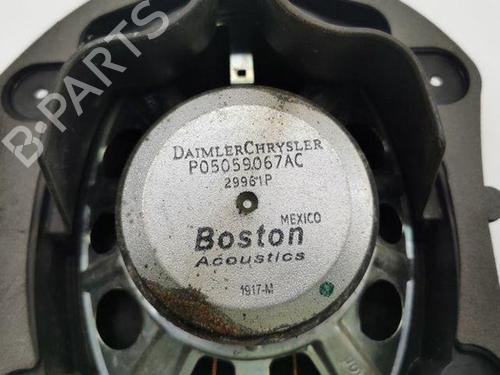 B-PARTS
DAIMLERCHRYSLER
P05059067AC
29961P
MEXICO
Boston
Acoustics
1917-M